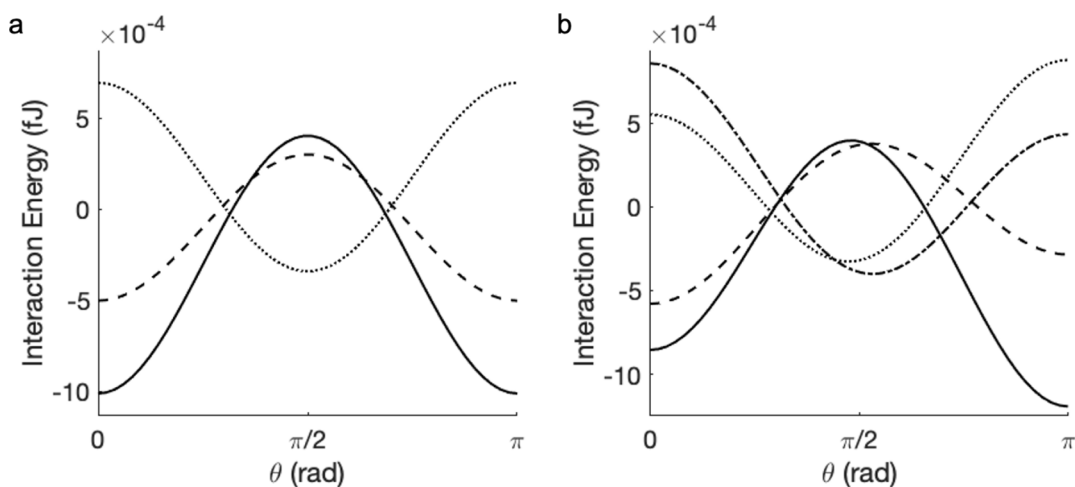 a
×10⁻⁴
Interaction Energy (fJ)
5
0
-5
-10
0
π/2
π
θ (rad)
b
×10⁻⁴
Interaction Energy (fJ)
5
0
-5
-10
0
π/2
π
θ (rad)